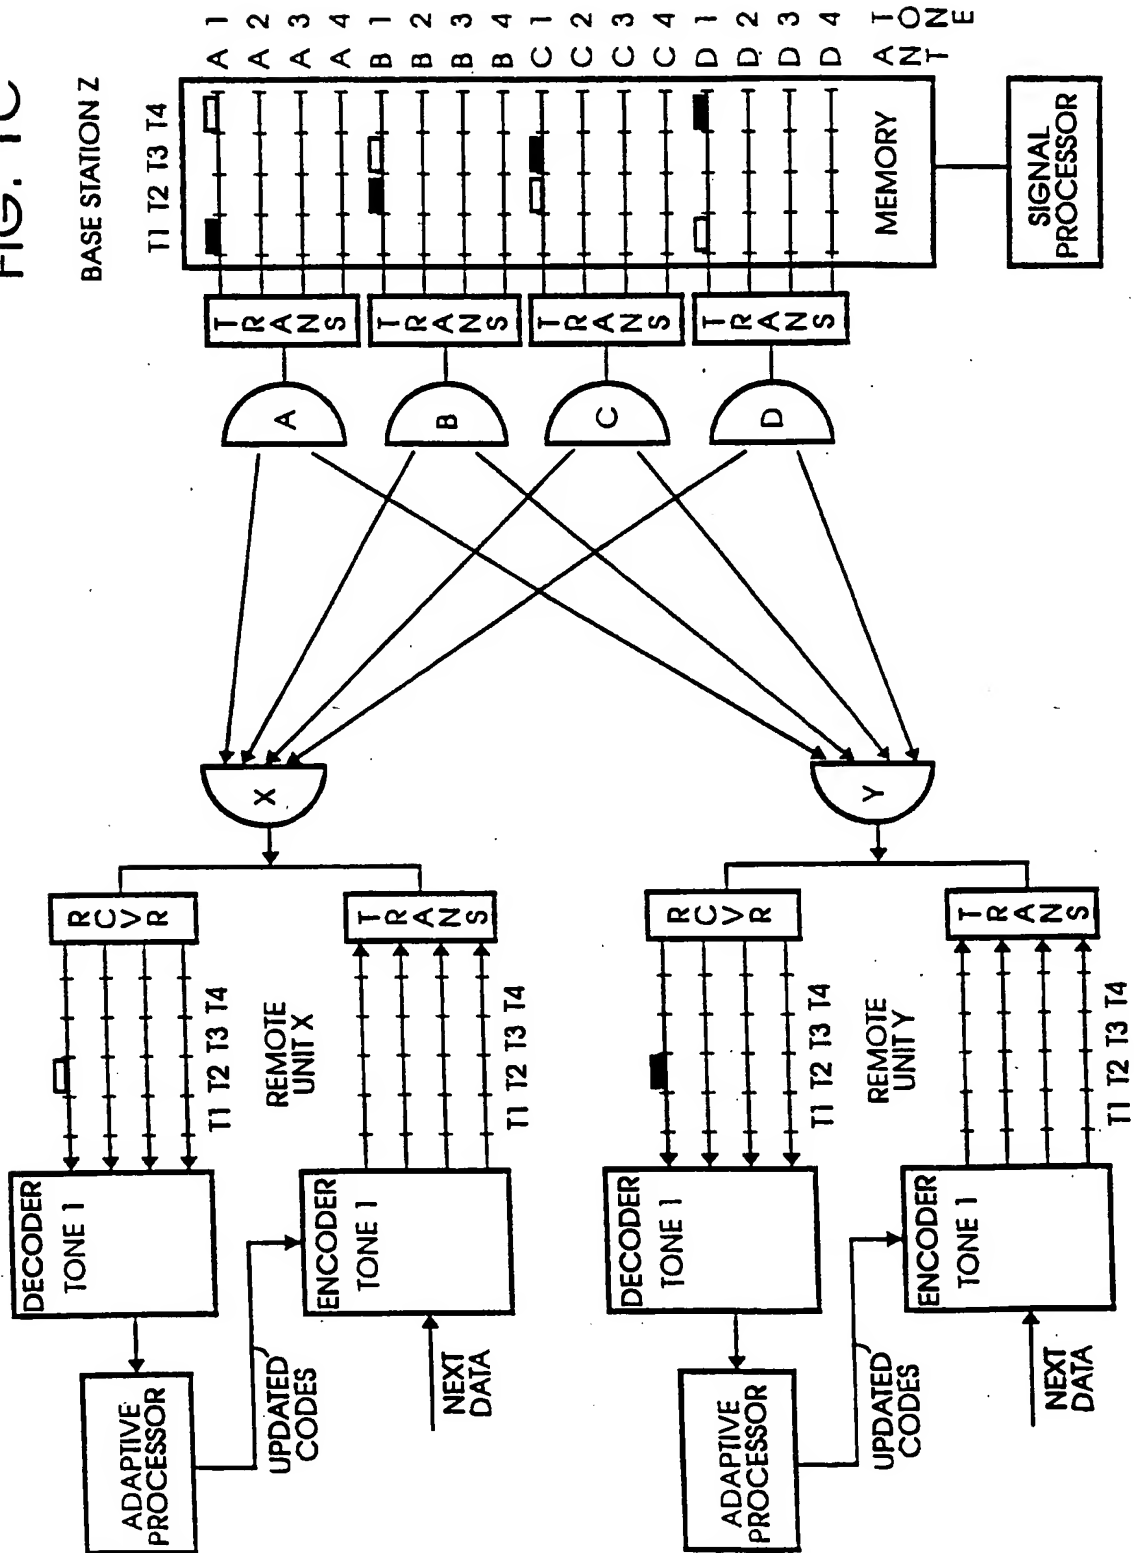 FIG. 1C
BASE STATION Z
T1 T2 T3 T4
A 1
A 2
A 3
A 4
B 1
B 2
B 3
B 4
C 1
C 2
C 3
C 4
D 1
D 2
D 3
D 4
ANT
TONE
MEMORY
SIGNAL
PROCESSOR
TRANS
TRANS
TRANS
TRANS
A
B
C
D
X
Y
RCVR
T1 T2 T3 T4
DECODER
TONE 1
REMOTE
UNIT X
TRANS
T1 T2 T3 T4
ENCODER
TONE 1
ADAPTIVE
PROCESSOR
UPDATED
CODES
NEXT
DATA
RCVR
T1 T2 T3 T4
DECODER
TONE 1
REMOTE
UNIT Y
TRANS
T1 T2 T3 T4
ENCODER
TONE 1
ADAPTIVE
PROCESSOR
UPDATED
CODES
NEXT
DATA